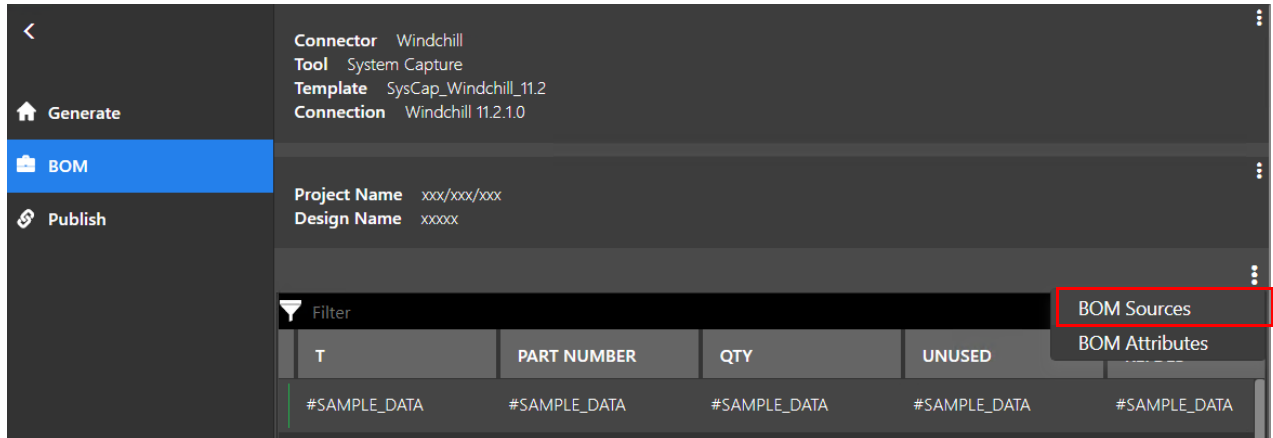 Connector Windchill
Tool System Capture
Template SysCap_Windchill_11.2
Connection Windchill 11.2.1.0
Generate
BOM
Publish
Project Name xxx/xxx/xxx
Design Name xxxxx
Filter
BOM Sources
BOM Attributes
T PART NUMBER QTY UNUSED
#SAMPLE_DATA #SAMPLE_DATA #SAMPLE_DATA #SAMPLE_DATA #SAMPLE_DATA